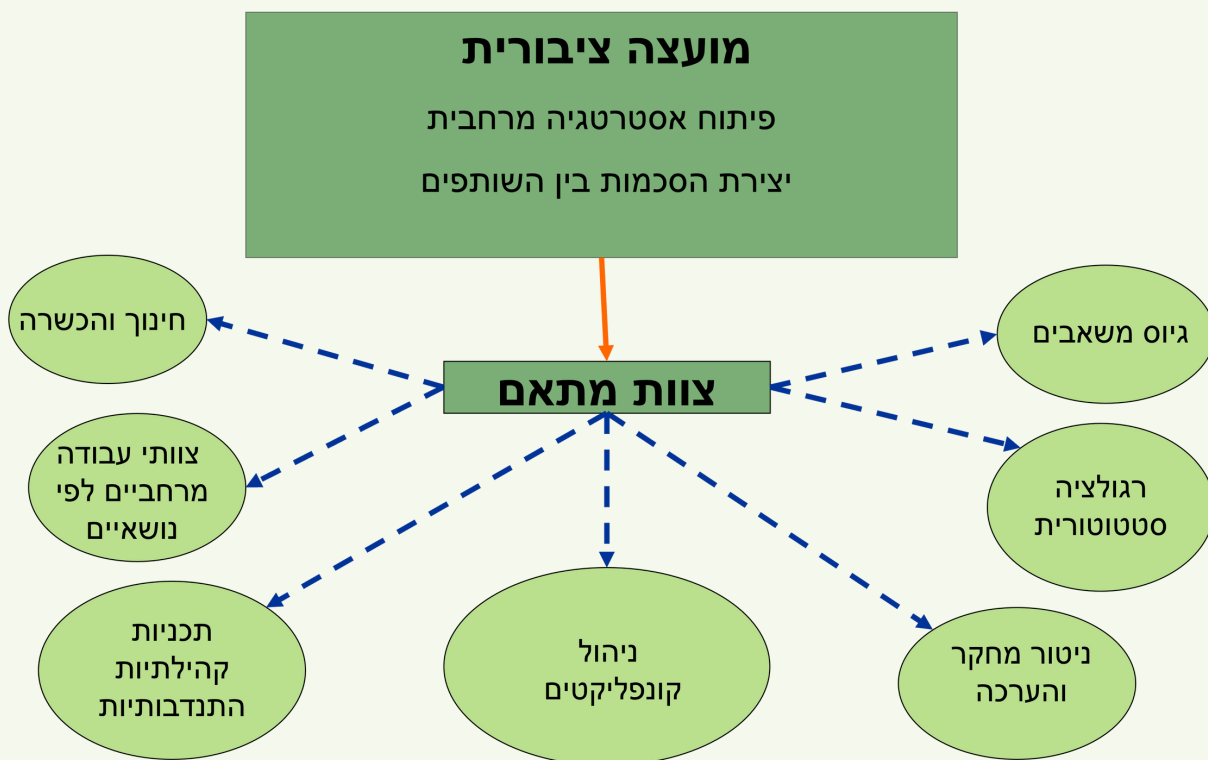 מועצה ציבורית
פיתוח אסטרטגיה מרחבית
יצירת הסכמות בין השותפים
צוות מתאם
גיוס משאבים
רגולציה
סטטוטורית
ניטור מחקר
והערכה
ניהול
קונפליקטים
תכניות
קהילתיות
התנדבותיות
צוותי עבודה
מרחביים לפי
נושאיים
חינוך והכשרה